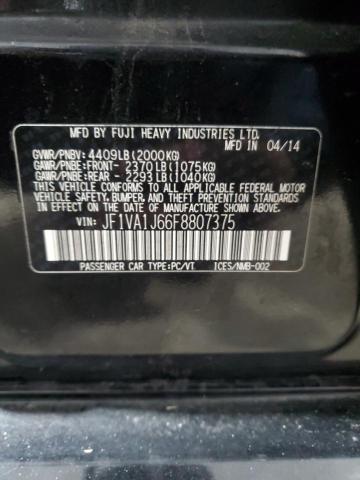 MFD BY FUJI HEAVY INDUSTRIES LTD.
GVWR/PNBV: 4409LB(2000KG) IN 04/14
GAWR/PNBE:FRONT- 2370LB(1075KG)
GAWR/PNBE:REAR - 2293LB(1040KG)
THIS VEHICLE CONFORMS TO ALL APPLICABLE FEDERAL MOTOR
VEHICLE SAFETY, BUMPER, AND THEFT PREVENTION STANDARDS
IN EFFECT ON THE DATE OF MANUFACTURE SHOWN ABOVE.
VIN: JF1VA1J66F8807375
PASSENGER CAR TYPE:PC/VT ICES/NMB-002